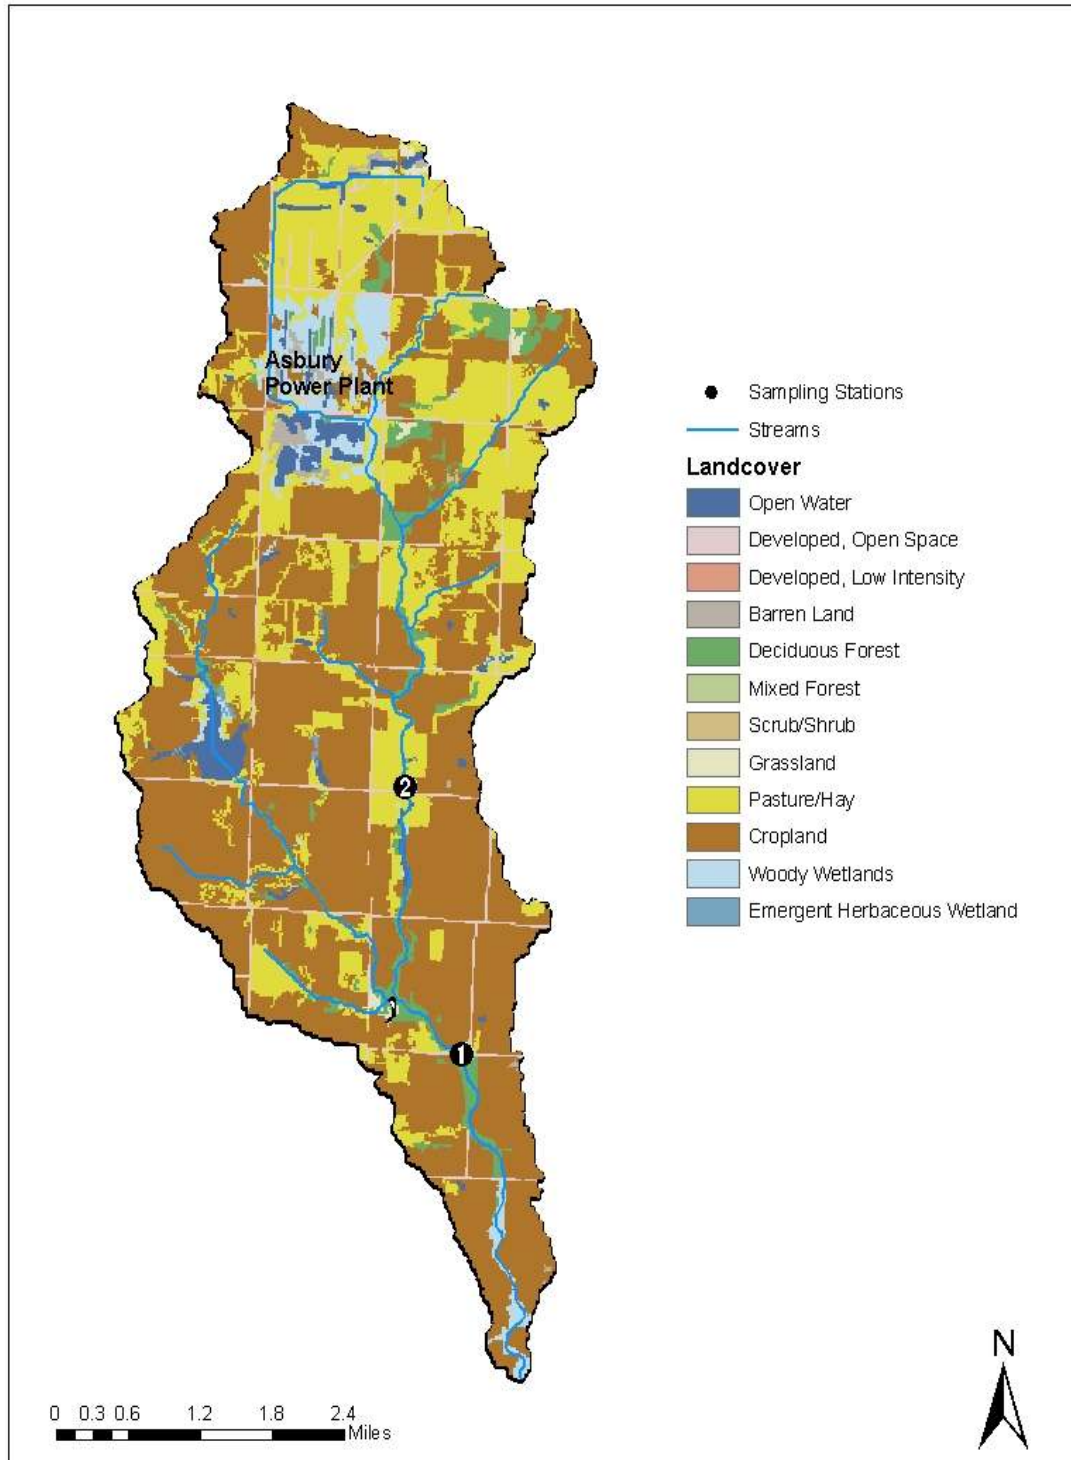 Asbury
Power Plant
2
1
Sampling Stations
Streams
Landcover
Open Water
Developed, Open Space
Developed, Low Intensity
Barren Land
Deciduous Forest
Mixed Forest
Scrub/Shrub
Grassland
Pasture/Hay
Cropland
Woody Wetlands
Emergent Herbaceous Wetland
N
0 0.3 0.6 1.2 1.8 2.4
Miles